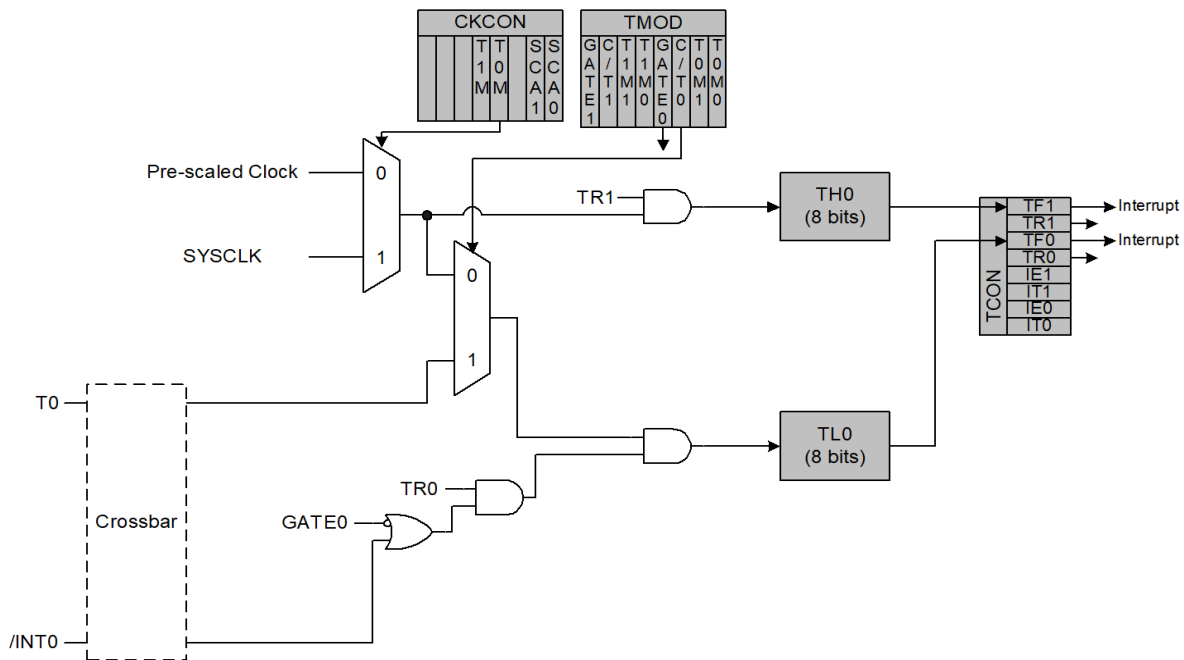 CKCON
T1M
T0M
SCA1
SCA0
TMOD
GATE1
C/T1
T1M1
T1M0
GATE0
C/T0
T0M1
T0M0
Pre-scaled Clock
0
SYSCLK
1
TR1
TH0
(8 bits)
TCON
TF1
TR1
TF0
TR0
IE1
IT1
IE0
IT0
Interrupt
Interrupt
0
1
T0
Crossbar
/INT0
GATE0
TR0
TL0
(8 bits)